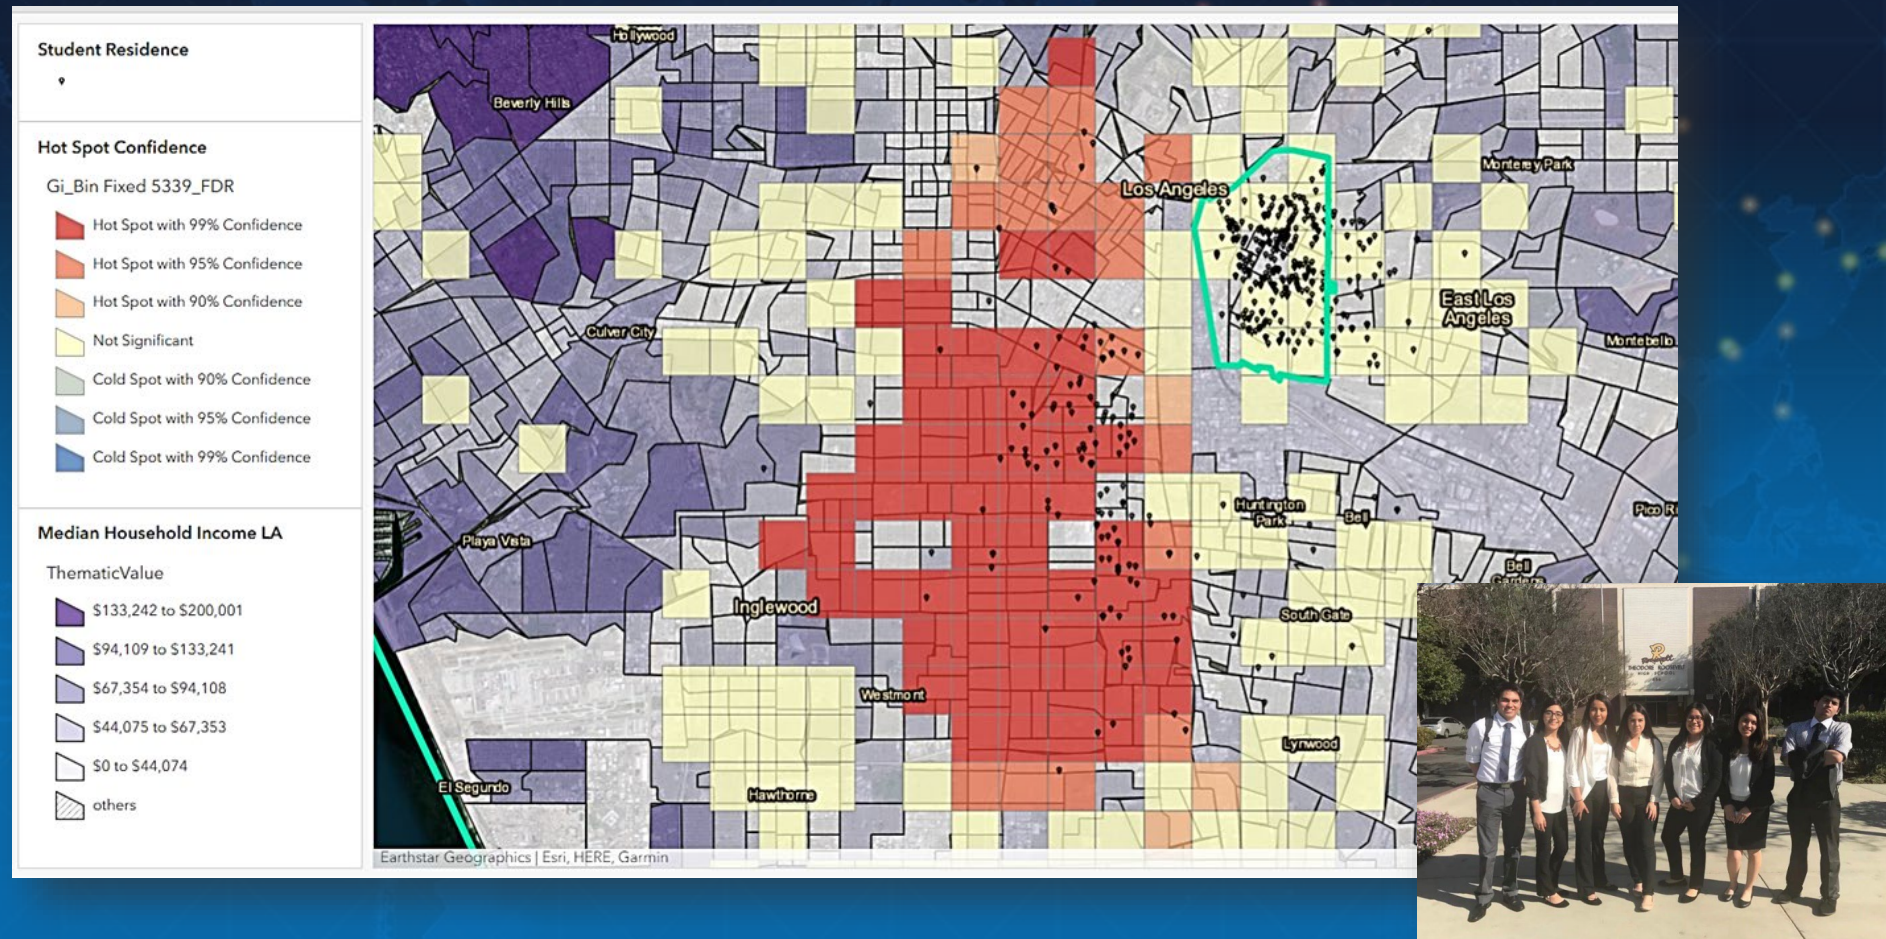 Student Residence
Hot Spot Confidence
Gi_Bin Fixed 5339_FDR
Hot Spot with 99% Confidence
Hot Spot with 95% Confidence
Hot Spot with 90% Confidence
Not Significant
Cold Spot with 90% Confidence
Cold Spot with 95% Confidence
Cold Spot with 99% Confidence
Median Household Income LA
ThematicValue
$133,242 to $200,001
$94,109 to $133,241
$67,354 to $94,108
$44,075 to $67,353
$0 to $44,074
others
Hollywood
Beverly Hills
Monterey Park
Los Angeles
East Los
Angeles
Culver City
Montebello
Huntington
Park
Bell
Pico Ri
Playa Vista
Bell
Gardens
Inglewood
South Gate
Westmont
Lynwood
El Segundo
Hawthorne
Earthstar Geographics | Esri, HERE, Garmin
THEODORE ROOSEVELT
HIGH SCHOOL